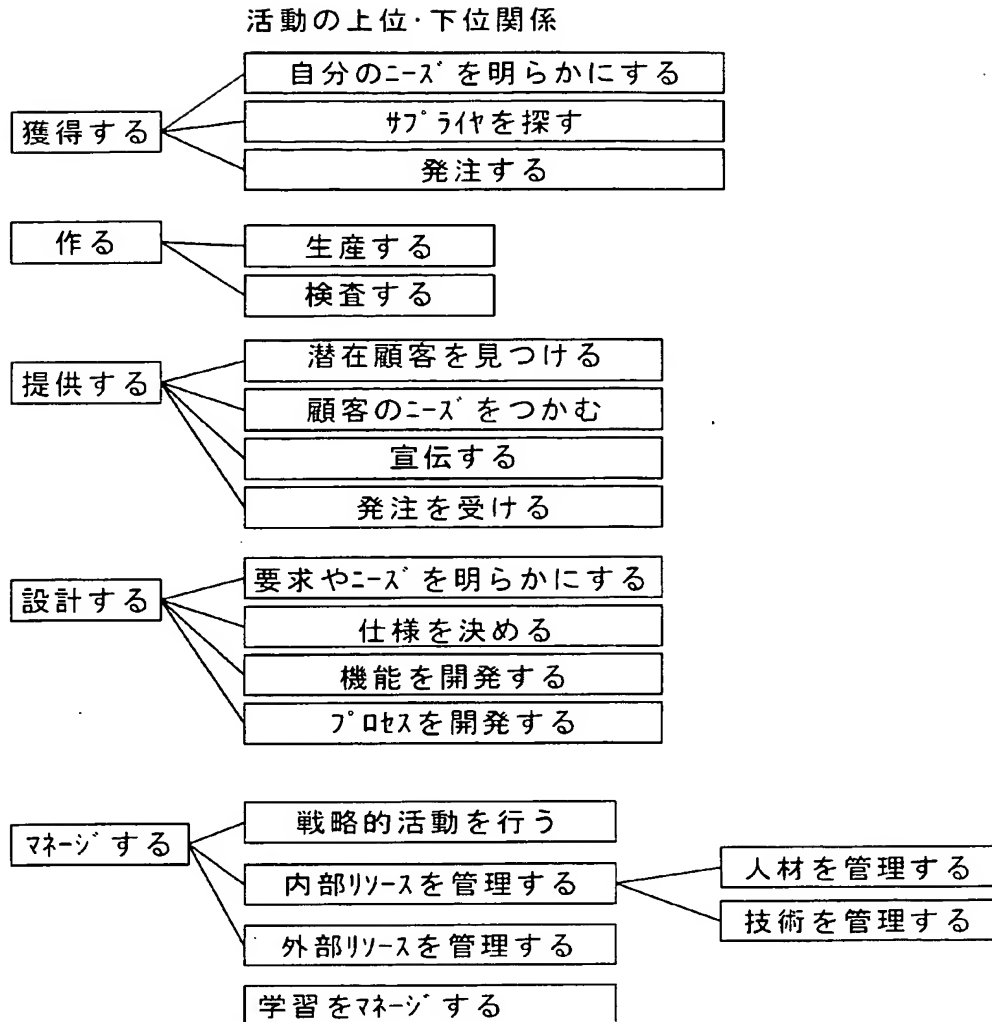 活動の上位･下位関係
獲得する
自分のﾆｰｽﾞを明らかにする
ｻﾌﾟﾗｲﾔを探す
発注する
作る
生産する
検査する
提供する
潜在顧客を見つける
顧客のﾆｰｽﾞをつかむ
宣伝する
発注を受ける
設計する
要求やﾆｰｽﾞを明らかにする
仕様を決める
機能を開発する
ﾌﾟﾛｾｽを開発する
ﾏﾈｰｼﾞする
戦略的活動を行う
内部ﾘｿｰｽを管理する
人材を管理する
技術を管理する
外部ﾘｿｰｽを管理する
学習をﾏﾈｰｼﾞする